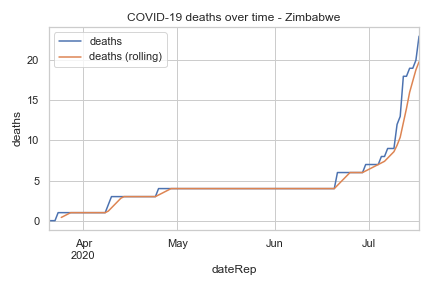 COVID-19 deaths over time - Zimbabwe
deaths
deaths (rolling)
20
15
10
5
0
deaths
Apr
2020
May
Jun
Jul
dateRep